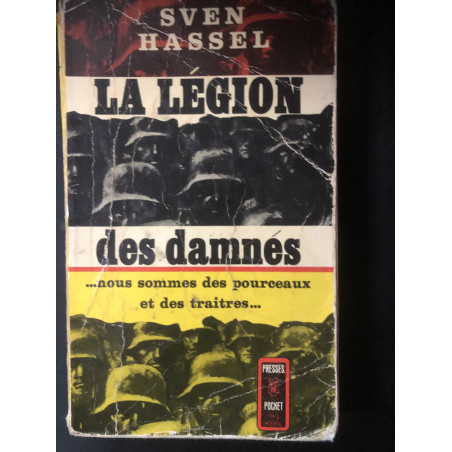 SVEN
HASSEL
LA LÉGION
des damnés
...nous sommes des pourceaux
et des traitres...
PRESSES
POCKET